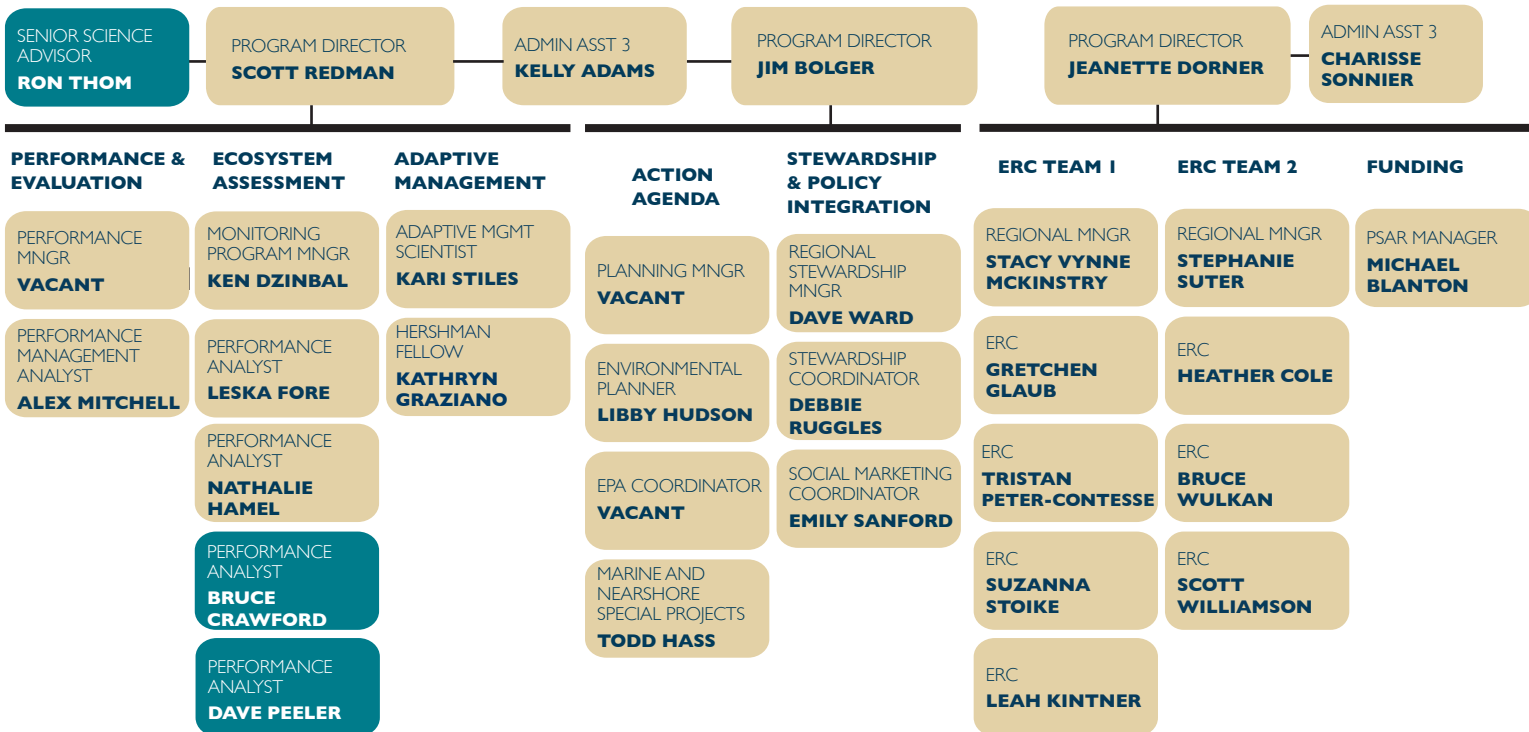 SENIOR SCIENCE
ADVISOR
RON THOM
PROGRAM DIRECTOR
SCOTT REDMAN
ADMIN ASST 3
KELLY ADAMS
PROGRAM DIRECTOR
JIM BOLGER
PROGRAM DIRECTOR
JEANETTE DORNER
ADMIN ASST 3
CHARISSE
SONNIER
PERFORMANCE &
EVALUATION
PERFORMANCE
MNGR
VACANT
PERFORMANCE
MANAGEMENT
ANALYST
ALEX MITCHELL
ECOSYSTEM
ASSESSMENT
MONITORING
PROGRAM MNGR
KEN DZINBAL
PERFORMANCE
ANALYST
LESKA FORE
PERFORMANCE
ANALYST
NATHALIE
HAMEL
PERFORMANCE
ANALYST
BRUCE
CRAWFORD
PERFORMANCE
ANALYST
DAVE PEELER
ADAPTIVE
MANAGEMENT
ADAPTIVE MGMT
SCIENTIST
KARI STILES
HERSHMAN
FELLOW
KATHRYN
GRAZIANO
ACTION
AGENDA
PLANNING MNGR
VACANT
ENVIRONMENTAL
PLANNER
LIBBY HUDSON
EPA COORDINATOR
VACANT
MARINE AND
NEARSHORE
SPECIAL PROJECTS
TODD HASS
STEWARDSHIP
& POLICY
INTEGRATION
REGIONAL
STEWARDSHIP
MNGR
DAVE WARD
STEWARDSHIP
COORDINATOR
DEBBIE
RUGGLES
SOCIAL MARKETING
COORDINATOR
EMILY SANFORD
ERC TEAM 1
REGIONAL MNGR
STACY VYNNE
MCKINSTRY
ERC
GRETCHEN
GLAUB
ERC
TRISTAN
PETER-CONTESSE
ERC
SUZANNA
STOIKE
ERC
LEAH KINTNER
ERC TEAM 2
REGIONAL MNGR
STEPHANIE
SUTER
ERC
HEATHER COLE
ERC
BRUCE
WULKAN
ERC
SCOTT
WILLIAMSON
FUNDING
PSAR MANAGER
MICHAEL
BLANTON